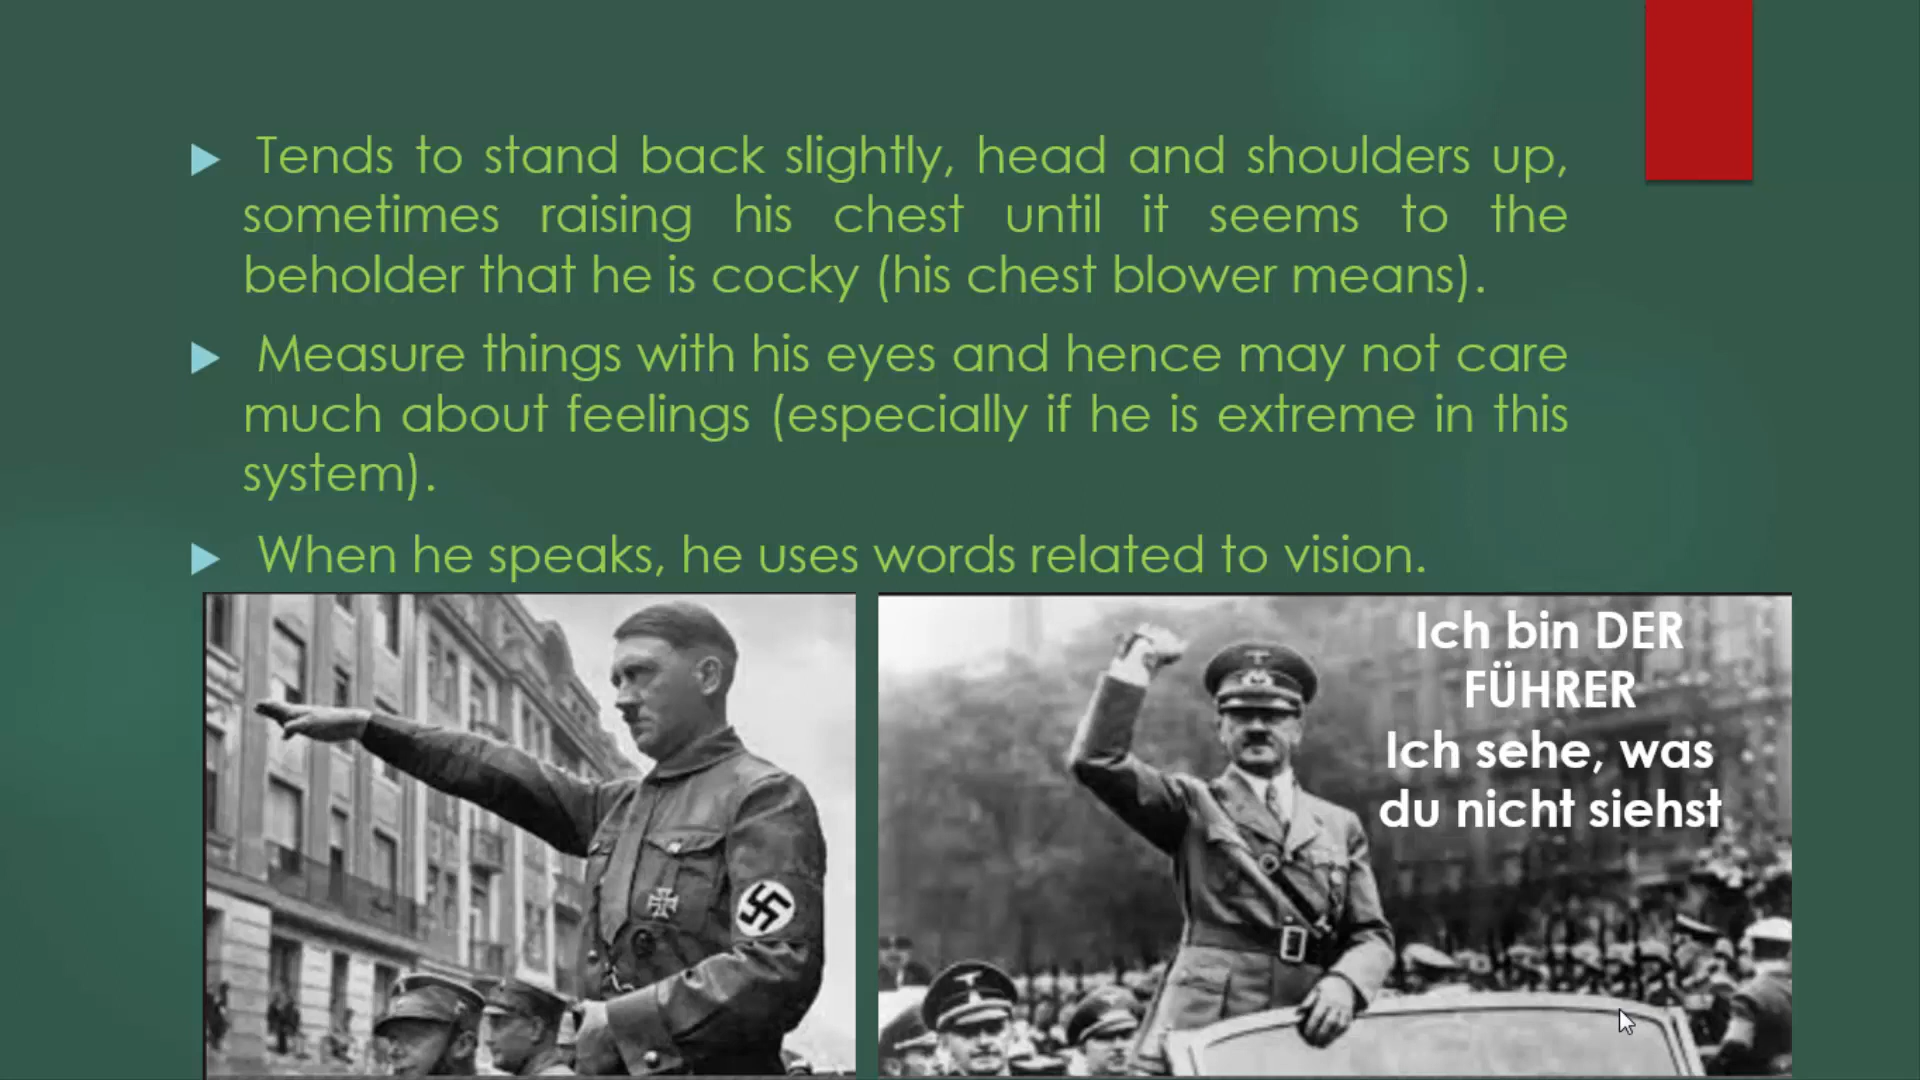 Tends to stand back slightly, head and shoulders up,
sometimes raising his chest until it seems to the
beholder that he is cocky (his chest blower means).
Measure things with his eyes and hence may not care
much about feelings (especially if he is extreme in this
system).
When he speaks, he uses words related to vision.
Ich bin DER
FÜHRER
Ich sehe, was
du nicht siehst